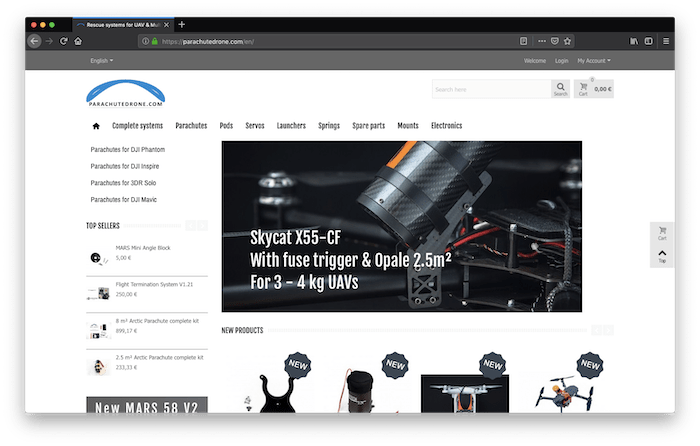 Rescue systems for UAV & Mul
https://parachutedrone.com/en/
English
Welcome
Login
My Account
PARACHUTEDRONE.COM
Search here
Search
0
Cart
0,00 €
Complete systems
Parachutes
Pods
Servos
Launchers
Springs
Spare parts
Mounts
Electronics
Parachutes for DJI Phantom
Parachutes for DJI Inspire
Parachutes for 3DR Solo
Parachutes for DJI Mavic
TOP SELLERS
MARS Mini Angle Block
5,00 €
Flight Termination System V1.21
250,00 €
8 m² Arctic Parachute complete kit
899,17 €
2.5 m² Arctic Parachute complete kit
233,31 €
New MARS 58 V2
Skycat X55-CF
With fuse trigger & Opale 2.5m²
For 3 - 4 kg UAVs
Cart
Top
NEW PRODUCTS
NEW
NEW
NEW
NEW